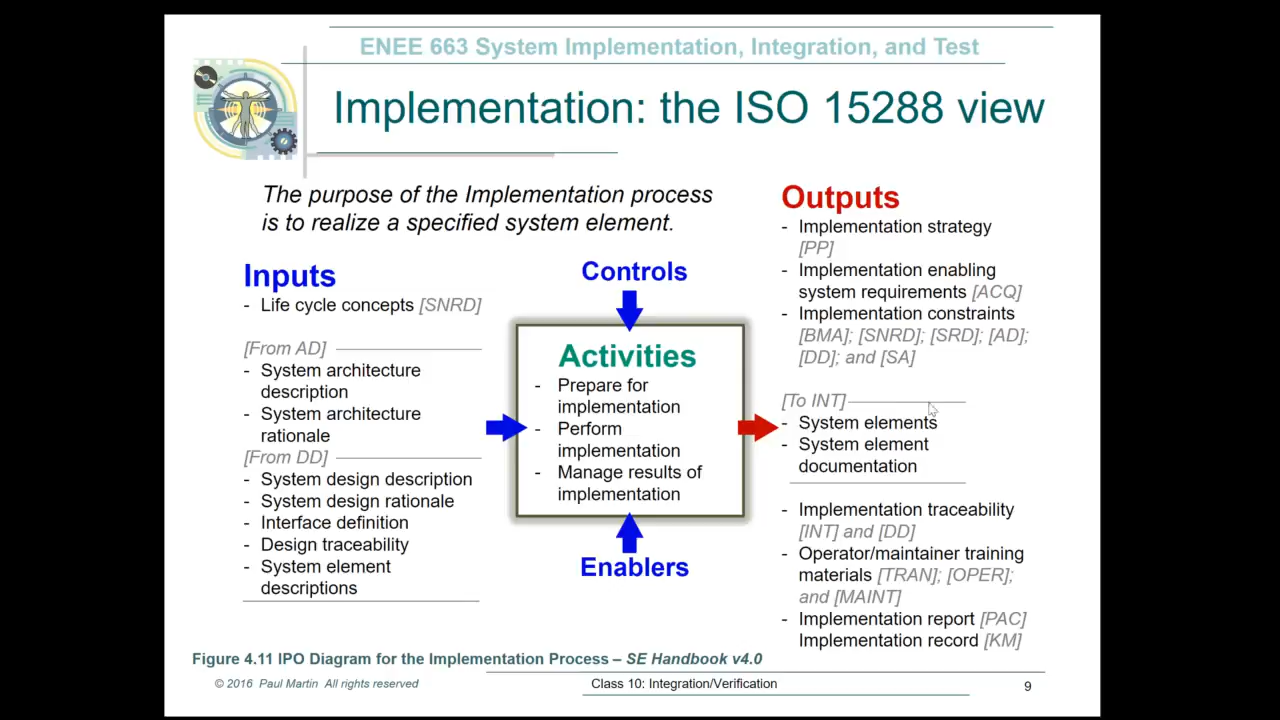 ENEE 663 System Implementation, Integration, and Test
Implementation: the ISO 15288 view
The purpose of the Implementation process
is to realize a specified system element.
Inputs
- Life cycle concepts [SNRD]
[From AD]
- System architecture
description
- System architecture
rationale
[From DD]
- System design description
- System design rationale
- Interface definition
- Design traceability
- System element
descriptions
Controls
Activities
- Prepare for
implementation
- Perform
implementation
- Manage results of
implementation
Enablers
Outputs
- Implementation strategy
[PP]
- Implementation enabling
system requirements [ACQ]
- Implementation constraints
[BMA]; [SNRD]; [SRD]; [AD];
[DD]; and [SA]
[To INT]
- System elements
- System element
documentation
- Implementation traceability
[INT] and [DD]
- Operator/maintainer training
materials [TRAN]; [OPER];
and [MAINT]
- Implementation report [PAC]
Implementation record [KM]
Figure 4.11 IPO Diagram for the Implementation Process – SE Handbook v4.0
© 2016 Paul Martin All rights reserved
Class 10: Integration/Verification
9